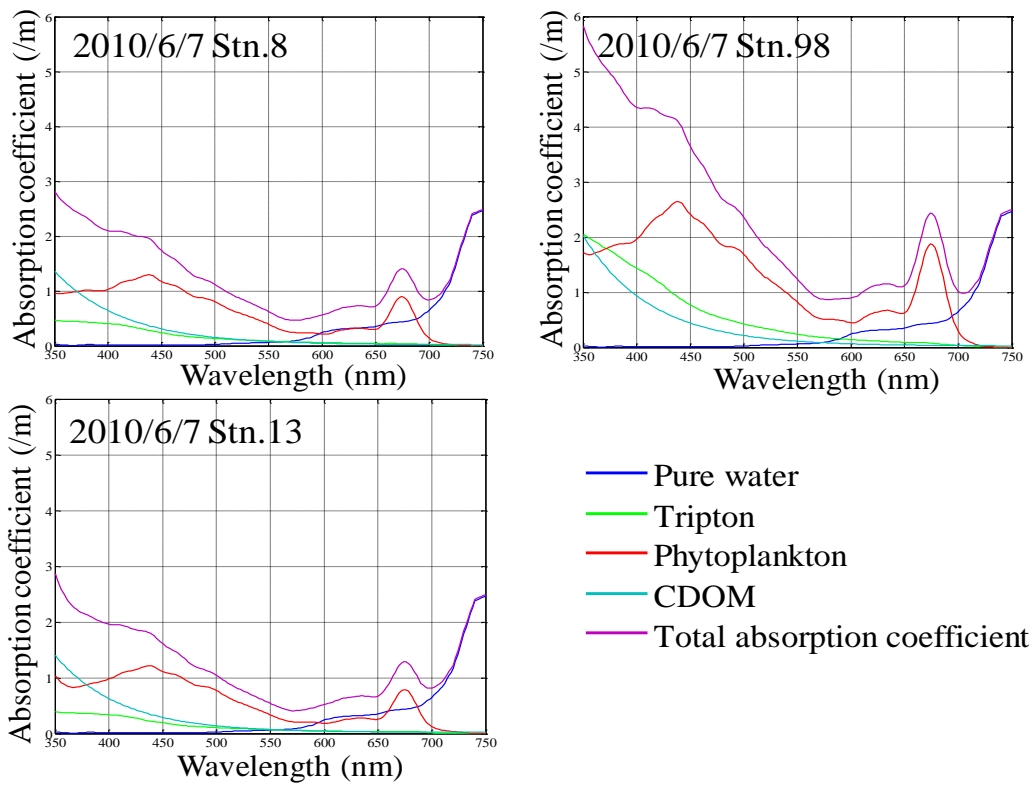 2010/6/7 Stn.8
Absorption coefficient (/m)
6
5
4
3
2
1
0
350 400 450 500 550 600 650 700 750
Wavelength (nm)
2010/6/7 Stn.98
Absorption coefficient (/m)
6
5
4
3
2
1
0
350 400 450 500 550 600 650 700 750
Wavelength (nm)
2010/6/7 Stn.13
Absorption coefficient (/m)
6
5
4
3
2
1
0
350 400 450 500 550 600 650 700 750
Wavelength (nm)
Pure water
Tripton
Phytoplankton
CDOM
Total absorption coefficient